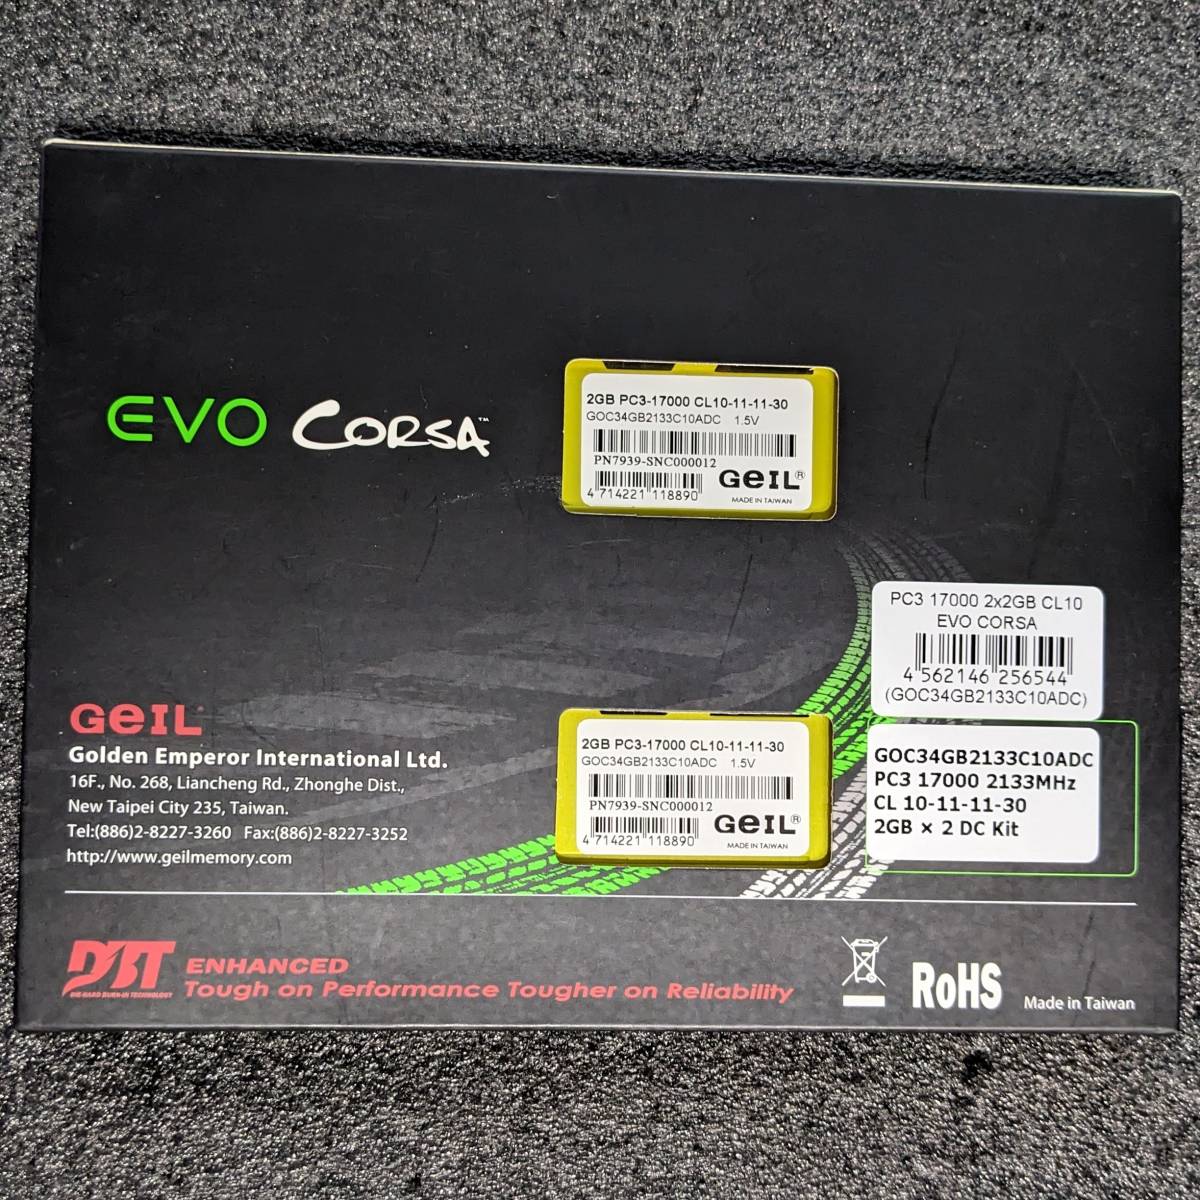 EVO CORSA™
2GB PC3-17000 CL10-11-11-30
GOC34GB2133C10ADC 1.5V
PN7939-SNC000012
4 714221 118890
GeIL®
MADE IN TAIWAN
PC3 17000 2x2GB CL10
EVO CORSA
4 562146 256544
(GOC34GB2133C10ADC)
GeIL
Golden Emperor International Ltd.
16F., No. 268, Liancheng Rd., Zhonghe Dist.,
New Taipei City 235, Taiwan.
Tel:(886)2-8227-3260 Fax:(886)2-8227-3252
http://www.geilmemory.com
2GB PC3-17000 CL10-11-11-30
GOC34GB2133C10ADC 1.5V
PN7939-SNC000012
4 714221 118890
GeIL®
MADE IN TAIWAN
GOC34GB2133C10ADC
PC3 17000 2133MHz
CL 10-11-11-30
2GB × 2 DC Kit
DBT
DIE-HARD BURN-IN TECHNOLOGY
ENHANCED
Tough on Performance Tougher on Reliability
RoHS
Made in Taiwan